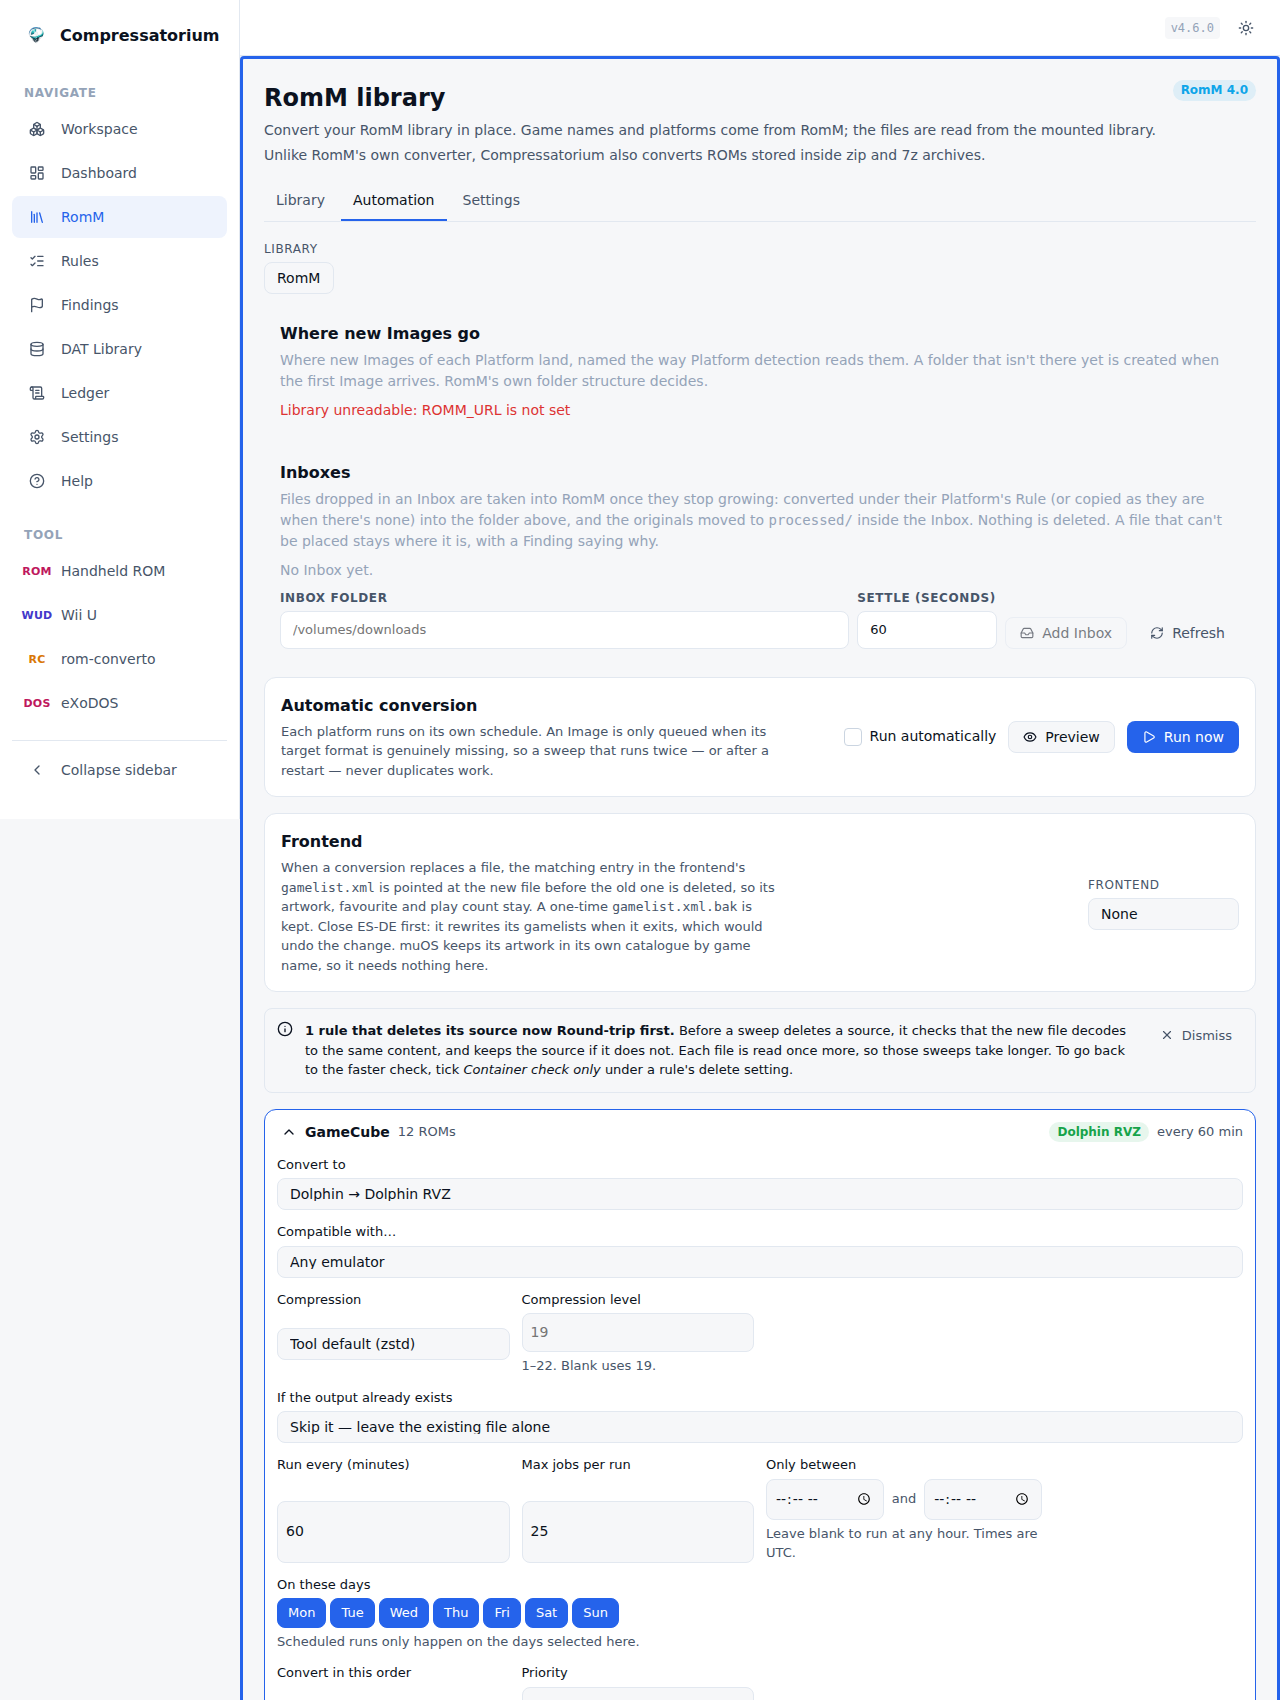 Compressatorium
v4.6.0
NAVIGATE
Workspace
Dashboard
RomM
Rules
Findings
DAT Library
Ledger
Settings
Help
TOOL
ROM Handheld ROM
WUD Wii U
RC rom-converto
DOS eXoDOS
Collapse sidebar
RomM library
RomM 4.0
Convert your RomM library in place. Game names and platforms come from RomM; the files are read from the mounted library.
Unlike RomM's own converter, Compressatorium also converts ROMs stored inside zip and 7z archives.
Library Automation Settings
LIBRARY
RomM
Where new Images go
Where new Images of each Platform land, named the way Platform detection reads them. A folder that isn't there yet is created when
the first Image arrives. RomM's own folder structure decides.
Library unreadable: ROMM_URL is not set
Inboxes
Files dropped in an Inbox are taken into RomM once they stop growing: converted under their Platform's Rule (or copied as they are
when there's none) into the folder above, and the originals moved to processed/ inside the Inbox. Nothing is deleted. A file that can't
be placed stays where it is, with a Finding saying why.
No Inbox yet.
INBOX FOLDER SETTLE (SECONDS)
/volumes/downloads 60 Add Inbox Refresh
Automatic conversion
Each platform runs on its own schedule. An Image is only queued when its
target format is genuinely missing, so a sweep that runs twice — or after a
restart — never duplicates work.
Run automatically Preview Run now
Frontend
When a conversion replaces a file, the matching entry in the frontend's
gamelist.xml is pointed at the new file before the old one is deleted, so its
artwork, favourite and play count stay. A one-time gamelist.xml.bak is
kept. Close ES-DE first: it rewrites its gamelists when it exits, which would
undo the change. muOS keeps its artwork in its own catalogue by game
name, so it needs nothing here.
FRONTEND
None
1 rule that deletes its source now Round-trip first. Before a sweep deletes a source, it checks that the new file decodes
to the same content, and keeps the source if it does not. Each file is read once more, so those sweeps take longer. To go back
to the faster check, tick Container check only under a rule's delete setting.
Dismiss
GameCube 12 ROMs Dolphin RVZ every 60 min
Convert to
Dolphin → Dolphin RVZ
Compatible with…
Any emulator
Compression Compression level
Tool default (zstd) 19
1–22. Blank uses 19.
If the output already exists
Skip it — leave the existing file alone
Run every (minutes) Max jobs per run Only between
60 25 --:-- -- and --:-- --
Leave blank to run at any hour. Times are
UTC.
On these days
Mon Tue Wed Thu Fri Sat Sun
Scheduled runs only happen on the days selected here.
Convert in this order Priority